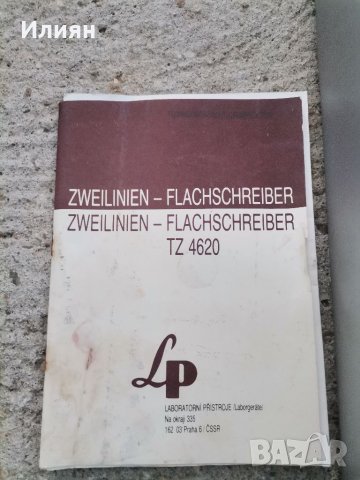 Илиян
ZWEILINIEN – FLACHSCHREIBER
ZWEILINIEN – FLACHSCHREIBER
TZ 4620
Lp
LABORATORNÍ PŘÍSTROJE (Laborgeräte)
Na okraji 335
162 03 Praha 6 / ČSSR
BAZAR